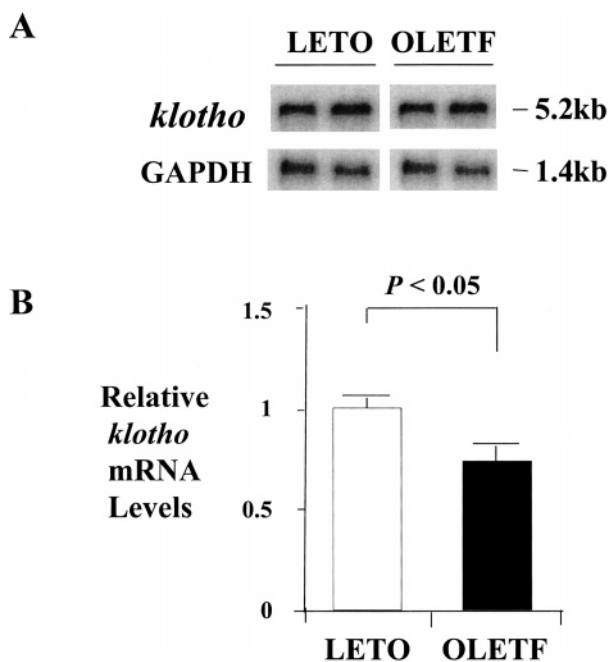 A
LETO OLETF
klotho – 5.2kb
GAPDH – 1.4kb
B
P < 0.05
1.5
Relative
klotho
mRNA
Levels
1
0.5
0
LETO OLETF